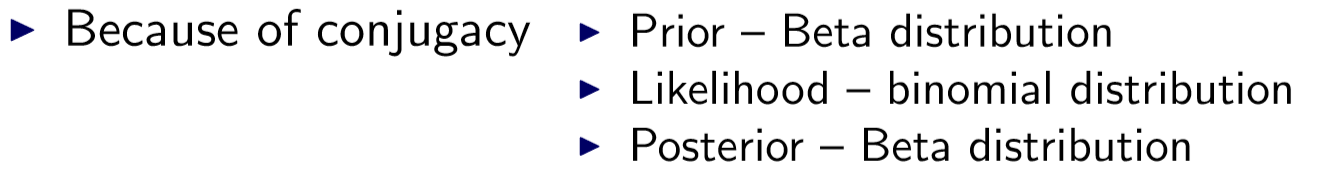 ▶ Because of conjugacy
▶ Prior – Beta distribution
▶ Likelihood – binomial distribution
▶ Posterior – Beta distribution